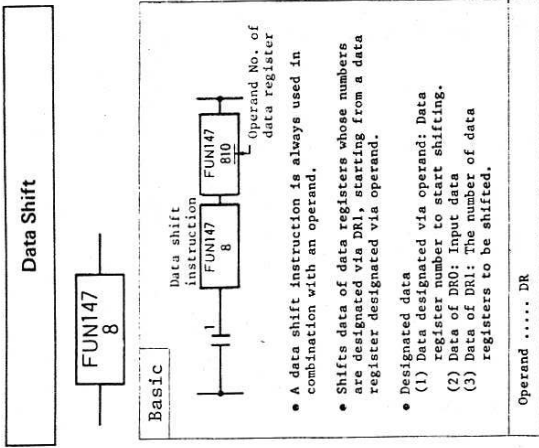 Data Shift
FUN147
8
Basic
Data shift
instruction
1
FUN147
8
FUN147
810
Operand No. of
data register
• A data shift instruction is always used in
combination with an operand.
• Shifts data of data registers whose numbers
are designated via DR1, starting from a data
register designated via operand.
• Designated data
(1) Data designated via operand: Data
register number to start shifting.
(2) Data of DR0: Input data
(3) Data of DR1: The number of data
registers to be shifted.
Operand ..... DR